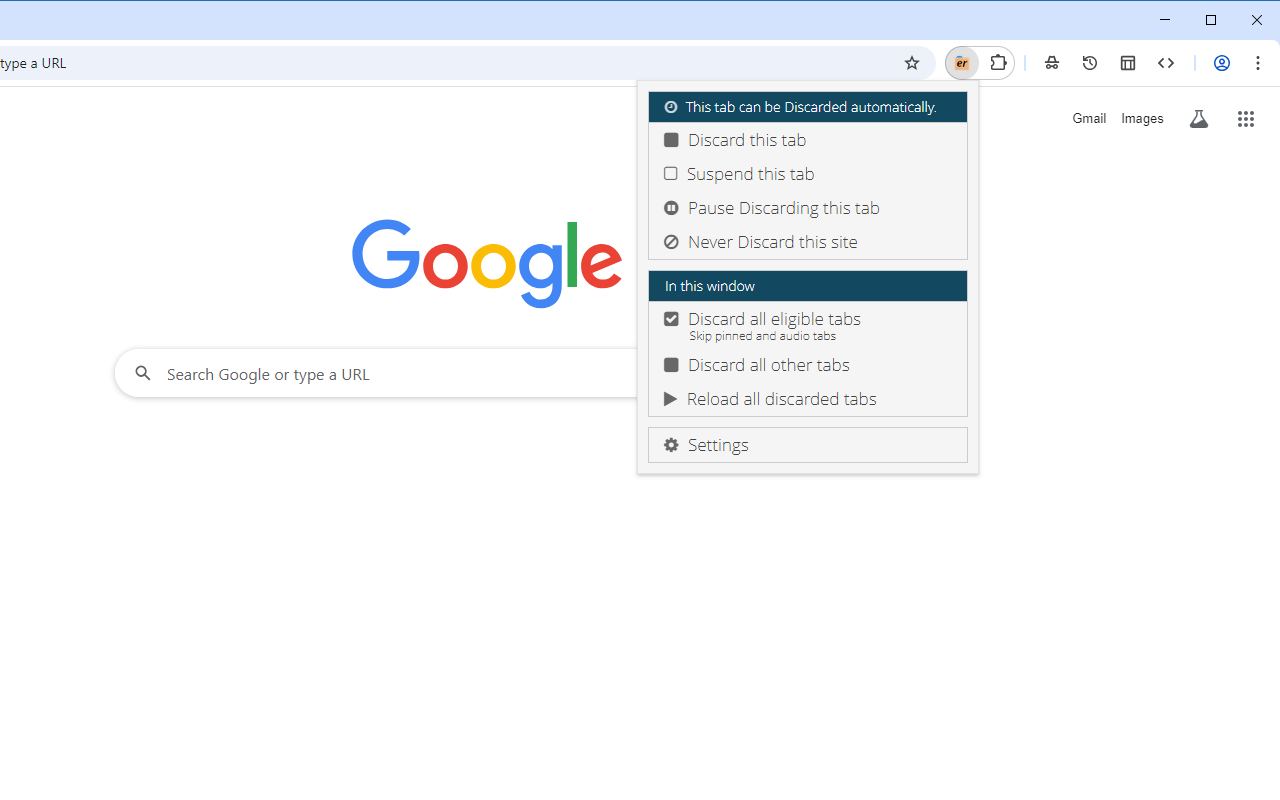 type a URL
er
This tab can be Discarded automatically.
Gmail Images
Discard this tab
Suspend this tab
Pause Discarding this tab
Never Discard this site
Google
In this window
Discard all eligible tabs
Skip pinned and audio tabs
Discard all other tabs
Search Google or type a URL
Reload all discarded tabs
Settings